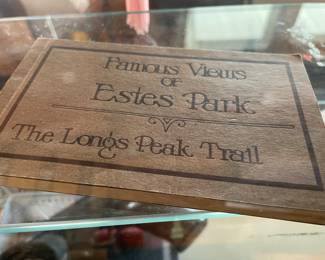 Famous Views
OF
Estes Park
The Longs Peak Trail